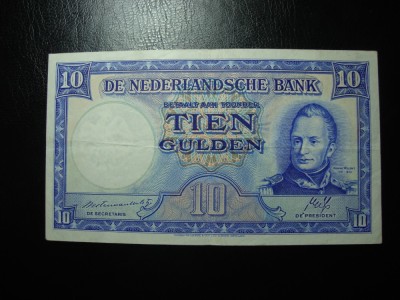 10 DE NEDERLANDSCHE BANK 10
BETAALT AAN TOONDER
TIEN
GULDEN
10
10 DE SECRETARIS DE PRESIDENT 10